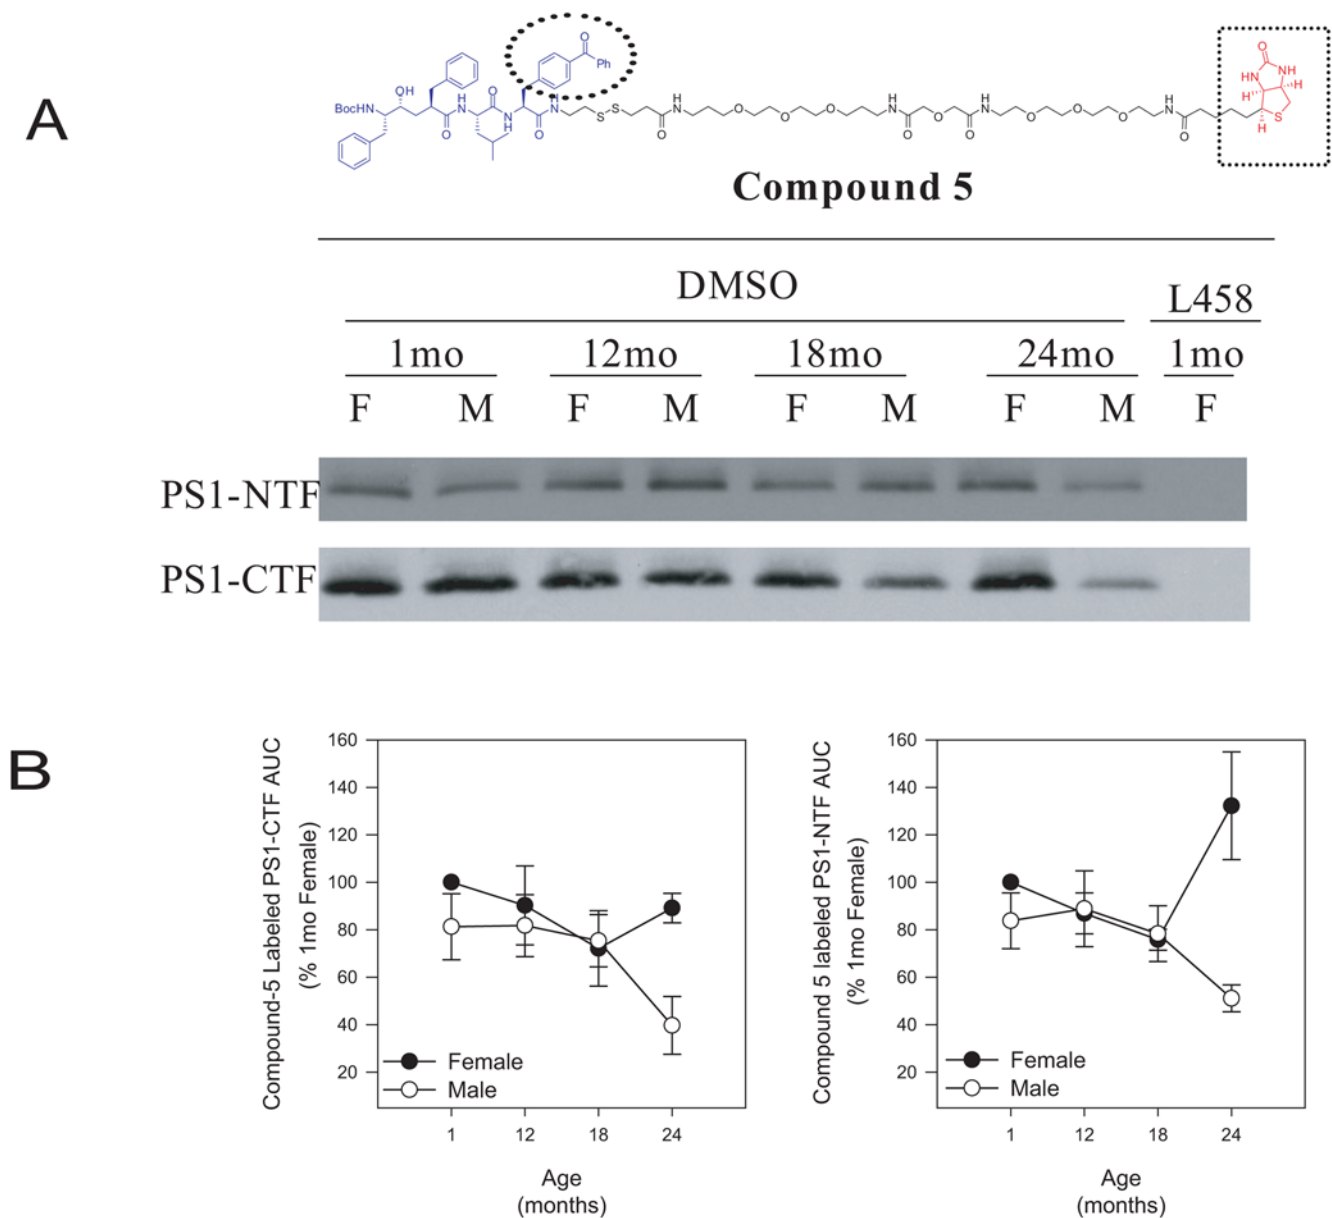 A
BocHN
OH
O
H
N
O
N
H
O
Ph
O
H
N
S
S
O
H
N
O
O
O
H
N
O
O
O
H
N
O
O
O
H
N
O
O
HN
NH
H
H
S
H
Compound 5
DMSO
L458
1mo
12mo
18mo
24mo
1mo
F
M
F
M
F
M
F
M
F
PS1-NTF
PS1-CTF
B
Compound-5 Labeled PS1-CTF AUC
(% 1mo Female)
160
140
120
100
80
60
40
20
Female
Male
1
12
18
24
Age
(months)
Compound 5 labeled PS1-NTF AUC
(% 1mo Female)
160
140
120
100
80
60
40
20
Female
Male
1
12
18
24
Age
(months)